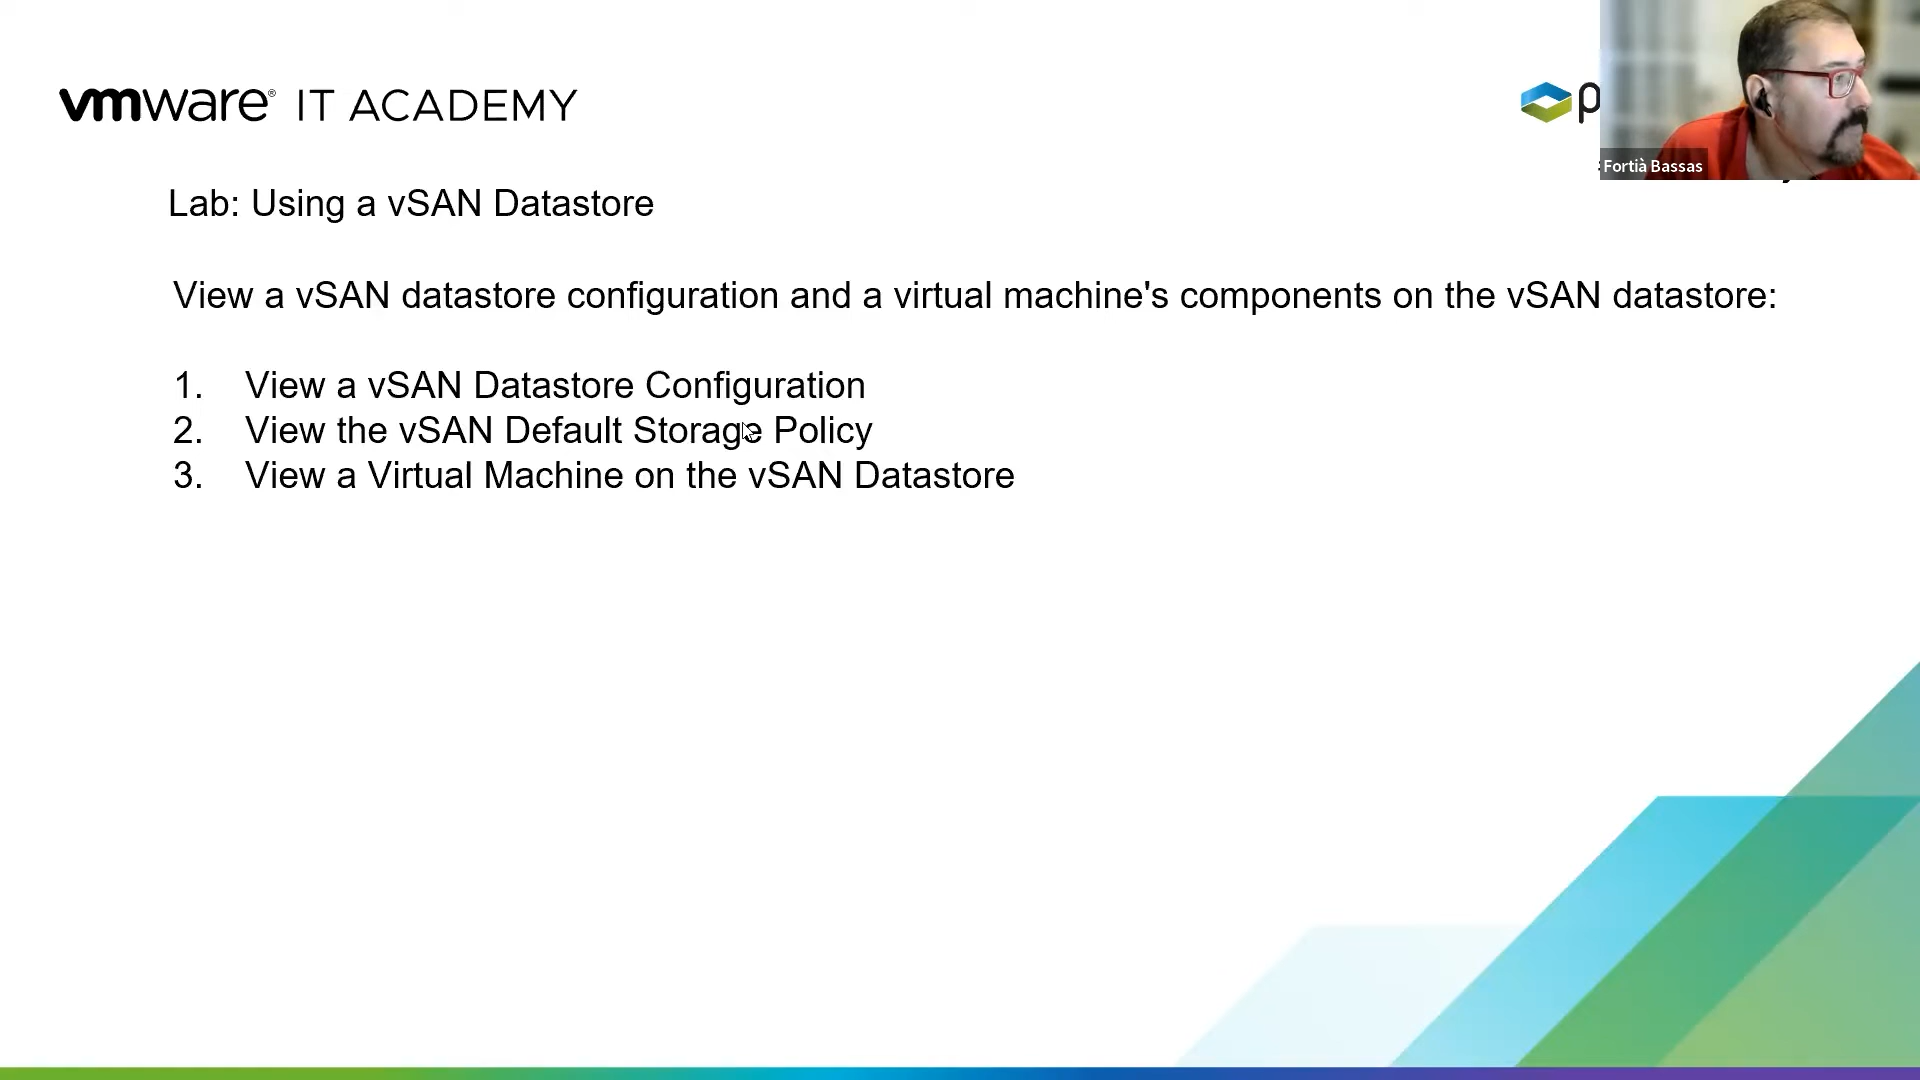 vmware® IT ACADEMY
p
Fortià Bassas
Lab: Using a vSAN Datastore
View a vSAN datastore configuration and a virtual machine's components on the vSAN datastore:
1. View a vSAN Datastore Configuration
2. View the vSAN Default Storage Policy
3. View a Virtual Machine on the vSAN Datastore